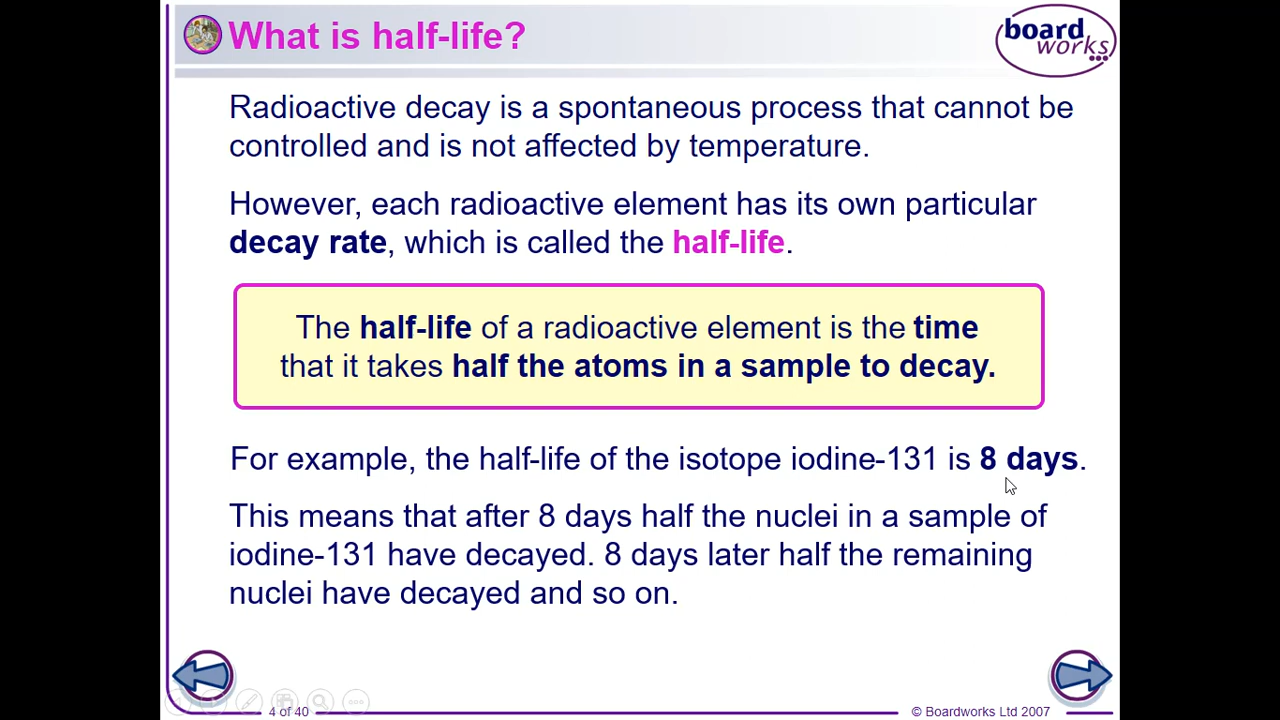 What is half-life?
board
works
Radioactive decay is a spontaneous process that cannot be
controlled and is not affected by temperature.
However, each radioactive element has its own particular
decay rate, which is called the half-life.
The half-life of a radioactive element is the time
that it takes half the atoms in a sample to decay.
For example, the half-life of the isotope iodine-131 is 8 days.
This means that after 8 days half the nuclei in a sample of
iodine-131 have decayed. 8 days later half the remaining
nuclei have decayed and so on.
4 of 40
© Boardworks Ltd 2007